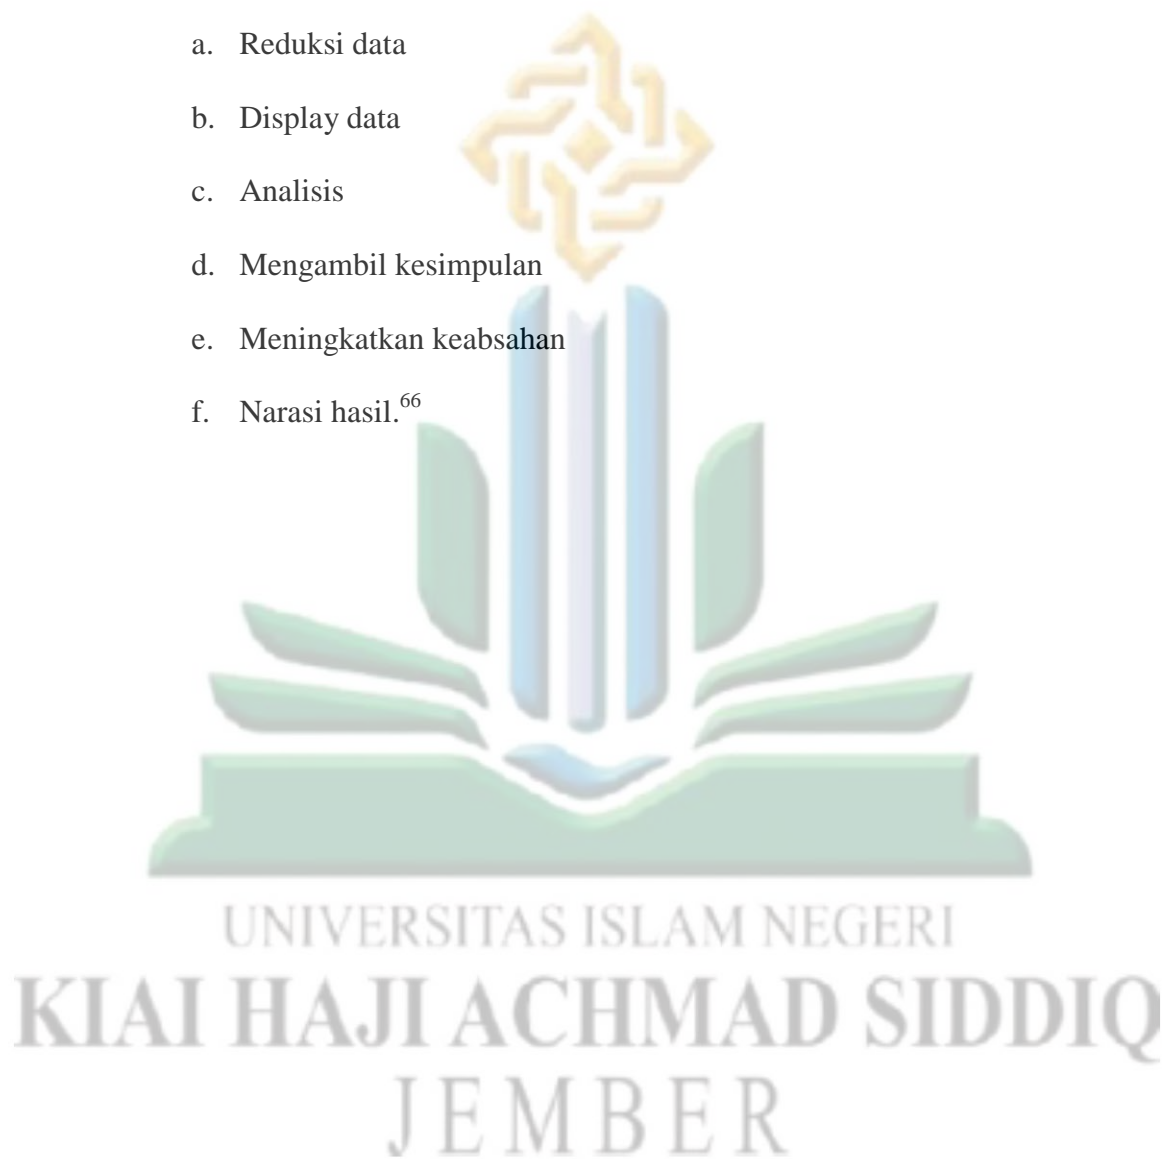 a. Reduksi data
b. Display data
c. Analisis
d. Mengambil kesimpulan
e. Meningkatkan keabsahan
f. Narasi hasil.66
UNIVERSITAS ISLAM NEGERI
KIAI HAJI ACHMAD SIDDIQ
JEMBER